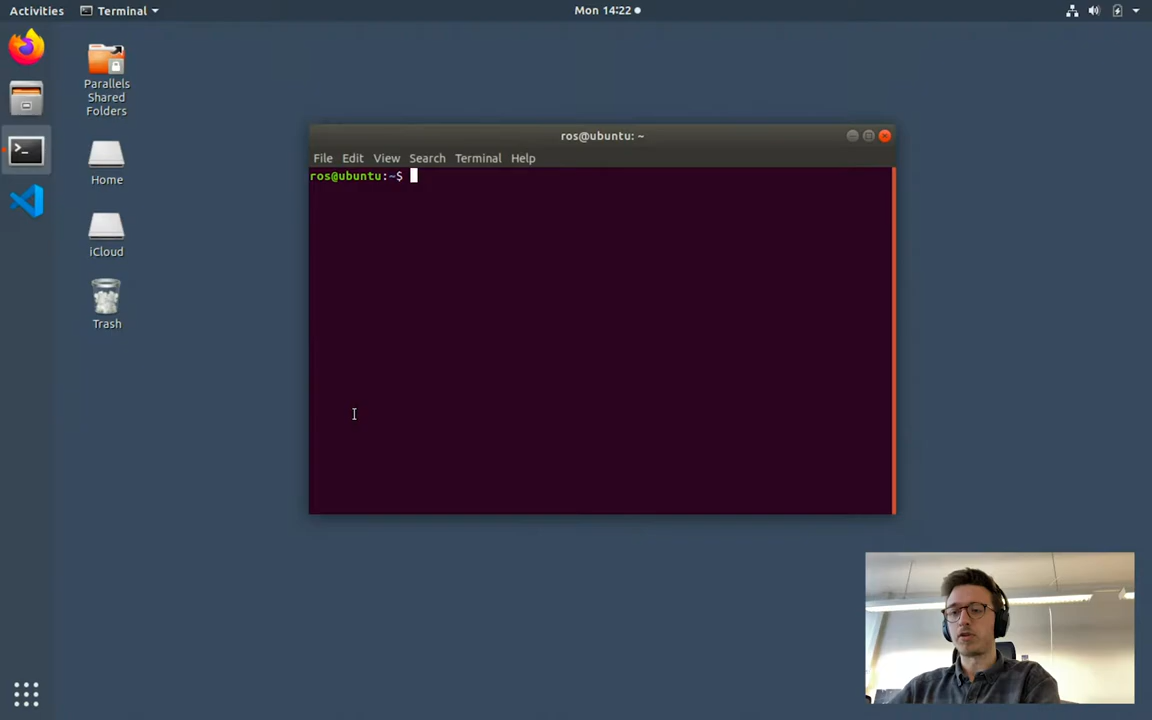 Activities
Terminal
Mon 14:22
Parallels
Shared
Folders
Home
iCloud
Trash
ros@ubuntu: ~
File Edit View Search Terminal Help
ros@ubuntu:~$